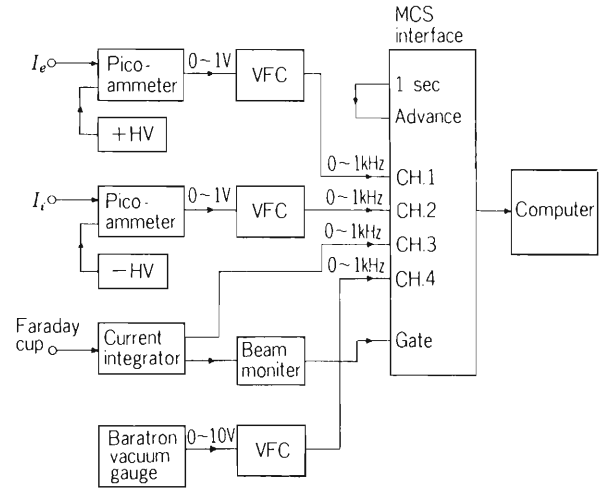 MCS
interface
Iₑ
Pico-
ammeter
0~1V
VFC
+HV
1 sec
Advance
0~1kHz
CH.1
Iᵢ
Pico-
ammeter
0~1V
VFC
0~1kHz
CH.2
Computer
−HV
0~1kHz
CH.3
0~1kHz
CH.4
Faraday
cup
Current
integrator
Beam
moniter
Gate
Baratron
vacuum
gauge
0~10V
VFC